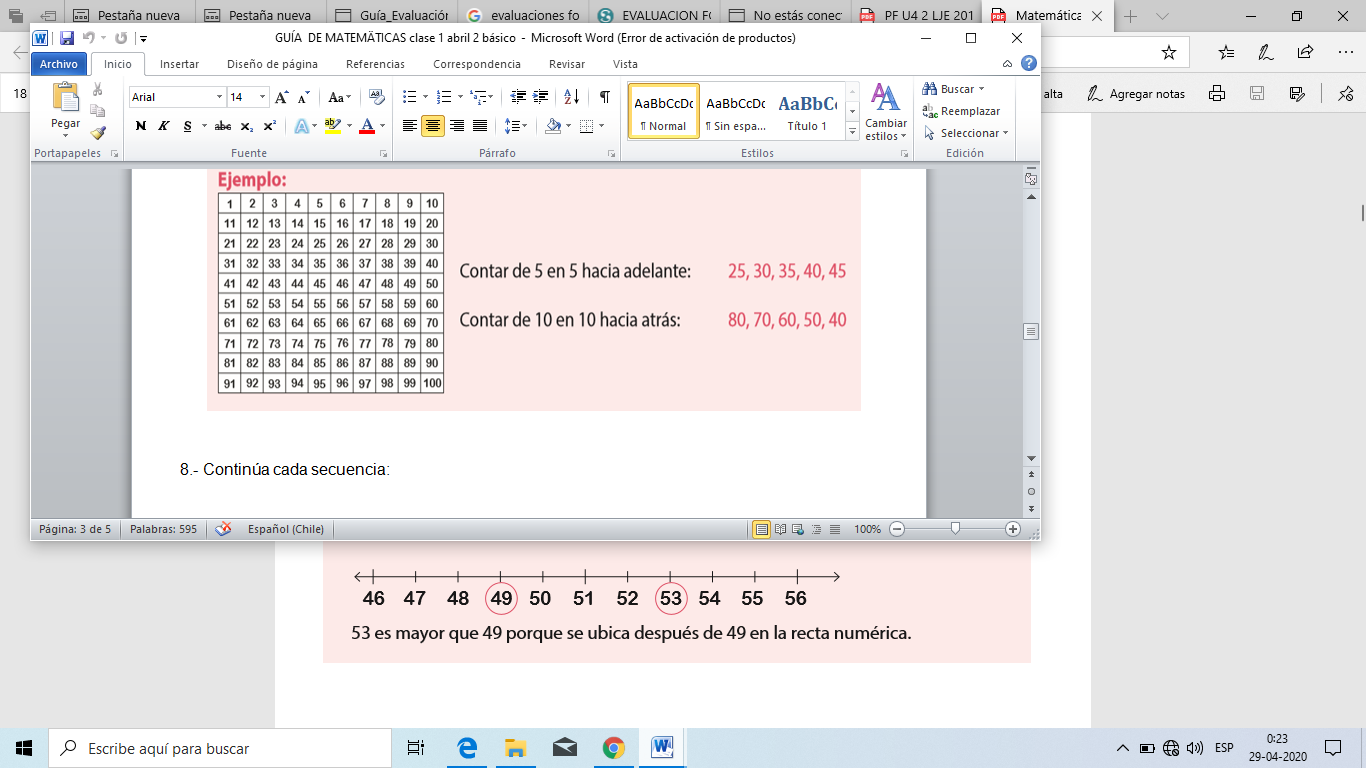 Pestaña nueva
Pestaña nueva
Guía_Evaluación
evaluaciones fo
EVALUACION FO
No estás conec
PF U4 2 LJE 201
Matemática
GUÍA DE MATEMÄTICAS clase 1 abril 2 básico - Microsoft Word (Error de activación de productos)
Archivo Inicio Insertar Diseño de página Referencias Correspondencia Revisar Vista
18
alta
Agregar notas
Pegar
Arial 14
N K S abc x₂ x²
Aa
AaBbCcDc AaBbCcDc AaBbC
¶ Normal ¶ Sin espa... Título 1
Cambiar estilos
Buscar
Reemplazar
Seleccionar
Portapapeles Fuente Párrafo Estilos Edición
Ejemplo:
1 2 3 4 5 6 7 8 9 10
11 12 13 14 15 16 17 18 19 20
21 22 23 24 25 26 27 28 29 30
31 32 33 34 35 36 37 38 39 40
41 42 43 44 45 46 47 48 49 50
51 52 53 54 55 56 57 58 59 60
61 62 63 64 65 66 67 68 69 70
71 72 73 74 75 76 77 78 79 80
81 82 83 84 85 86 87 88 89 90
91 92 93 94 95 96 97 98 99 100
Contar de 5 en 5 hacia adelante: 25, 30, 35, 40, 45
Contar de 10 en 10 hacia atrás: 80, 70, 60, 50, 40
8.- Continúa cada secuencia:
Página: 3 de 5 Palabras: 595 Español (Chile) 100%
46 47 48 49 50 51 52 53 54 55 56
53 es mayor que 49 porque se ubica después de 49 en la recta numérica.
Escribe aquí para buscar
ESP
0:23
29-04-2020